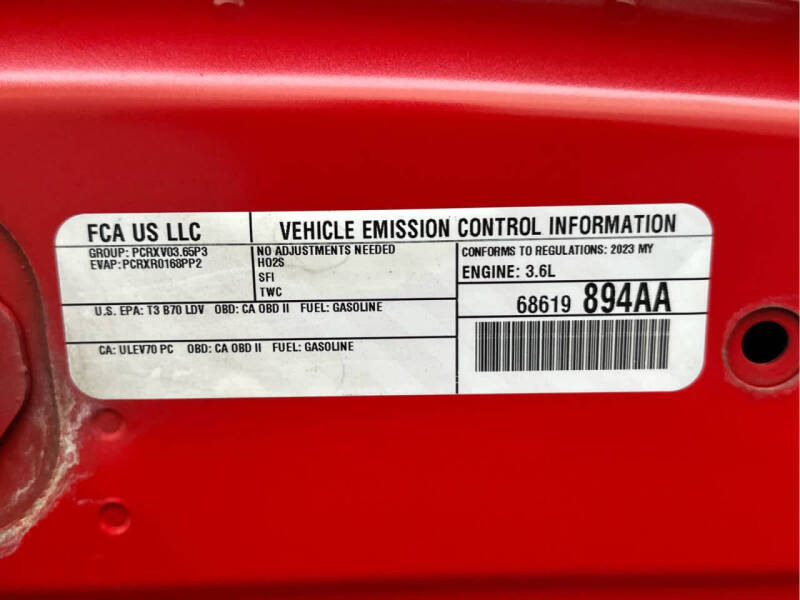 FCA US LLC
VEHICLE EMISSION CONTROL INFORMATION
GROUP: PCRXV03.65P3
EVAP: PCRXR0168PP2
NO ADJUSTMENTS NEEDED
HO2S
SFI
TWC
CONFORMS TO REGULATIONS: 2023 MY
ENGINE: 3.6L
U.S. EPA: T3 B70 LDV OBD: CA OBD II FUEL: GASOLINE
68619 894AA
CA: ULEV70 PC OBD: CA OBD II FUEL: GASOLINE